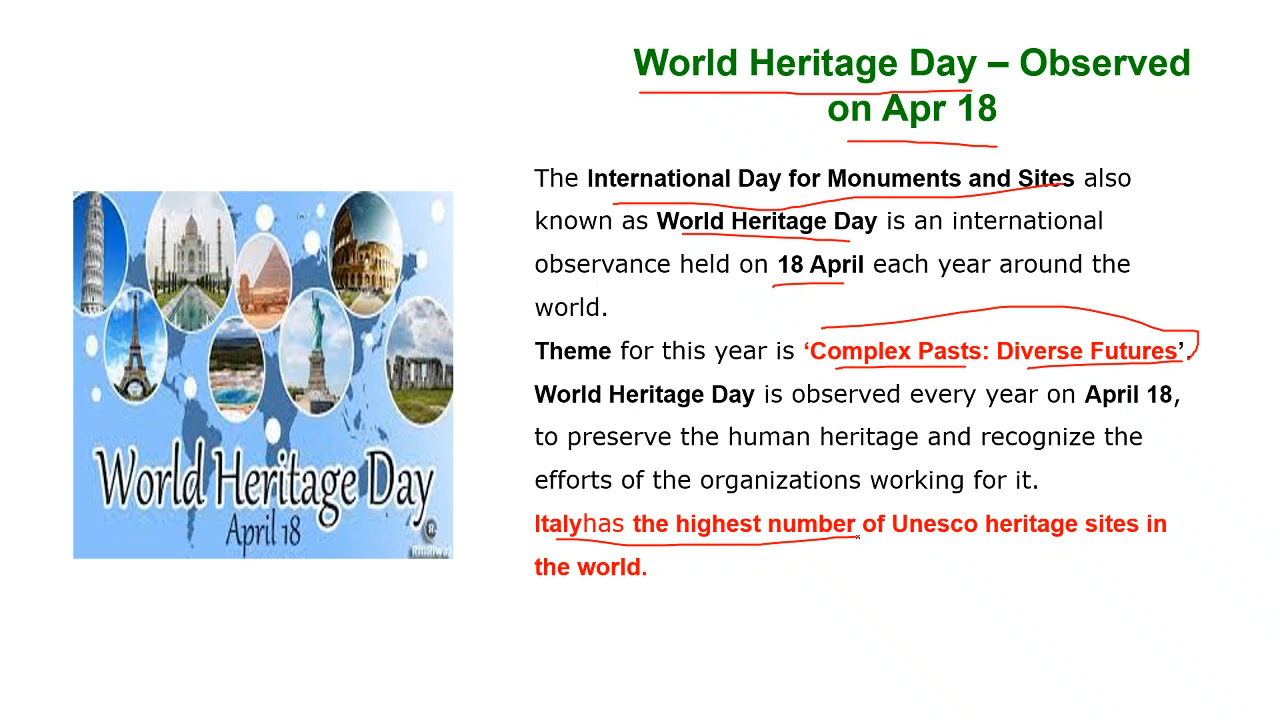 World Heritage Day – Observed
on Apr 18
The International Day for Monuments and Sites also
known as World Heritage Day is an international
observance held on 18 April each year around the
world.
Theme for this year is ‘Complex Pasts: Diverse Futures’.
World Heritage Day is observed every year on April 18,
to preserve the human heritage and recognize the
efforts of the organizations working for it.
Italyhas the highest number of Unesco heritage sites in
the world.
World Heritage Day
April 18